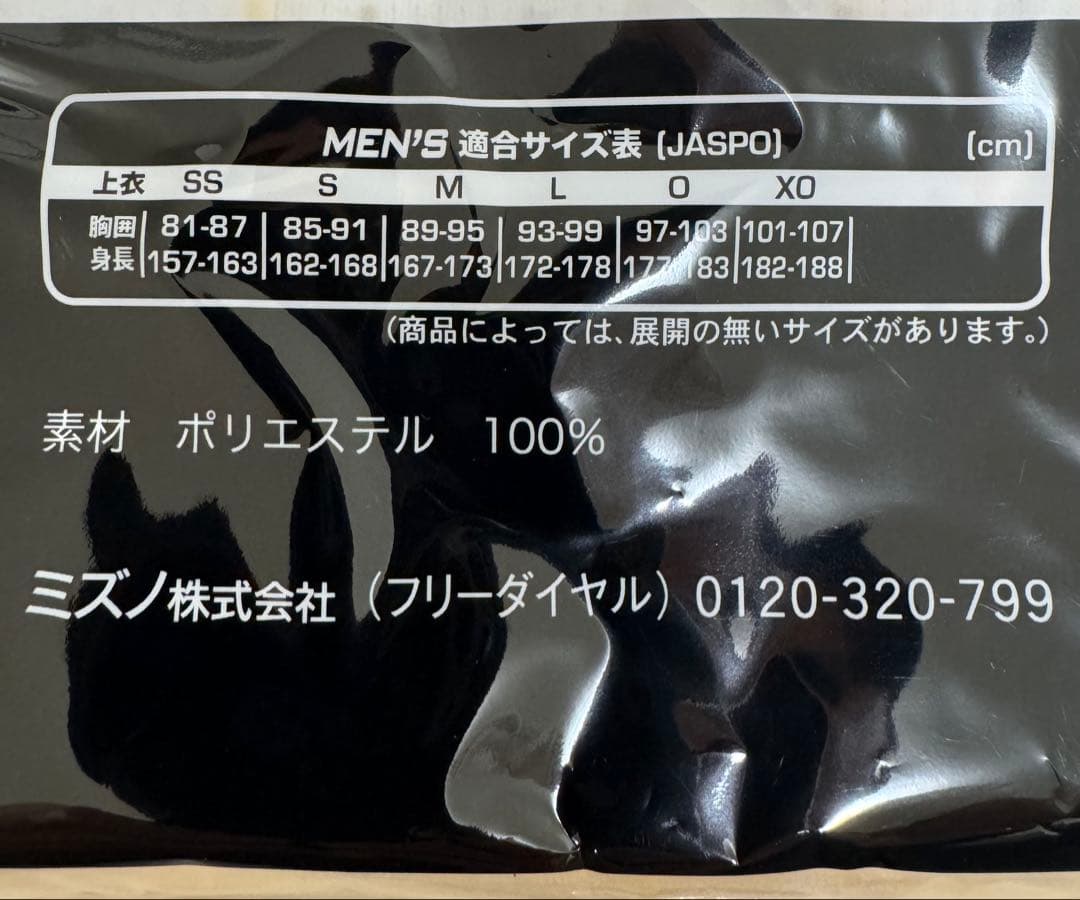 MEN'S 適合サイズ表 [JASPO] [cm]
上衣 SS S M L O XO
胸囲 81-87 85-91 89-95 93-99 97-103 101-107
身長 157-163 162-168 167-173 172-178 177-183 182-188
(商品によっては、展開の無いサイズがあります。)
素材 ポリエステル 100%
ミズノ株式会社 (フリーダイヤル) 0120-320-799